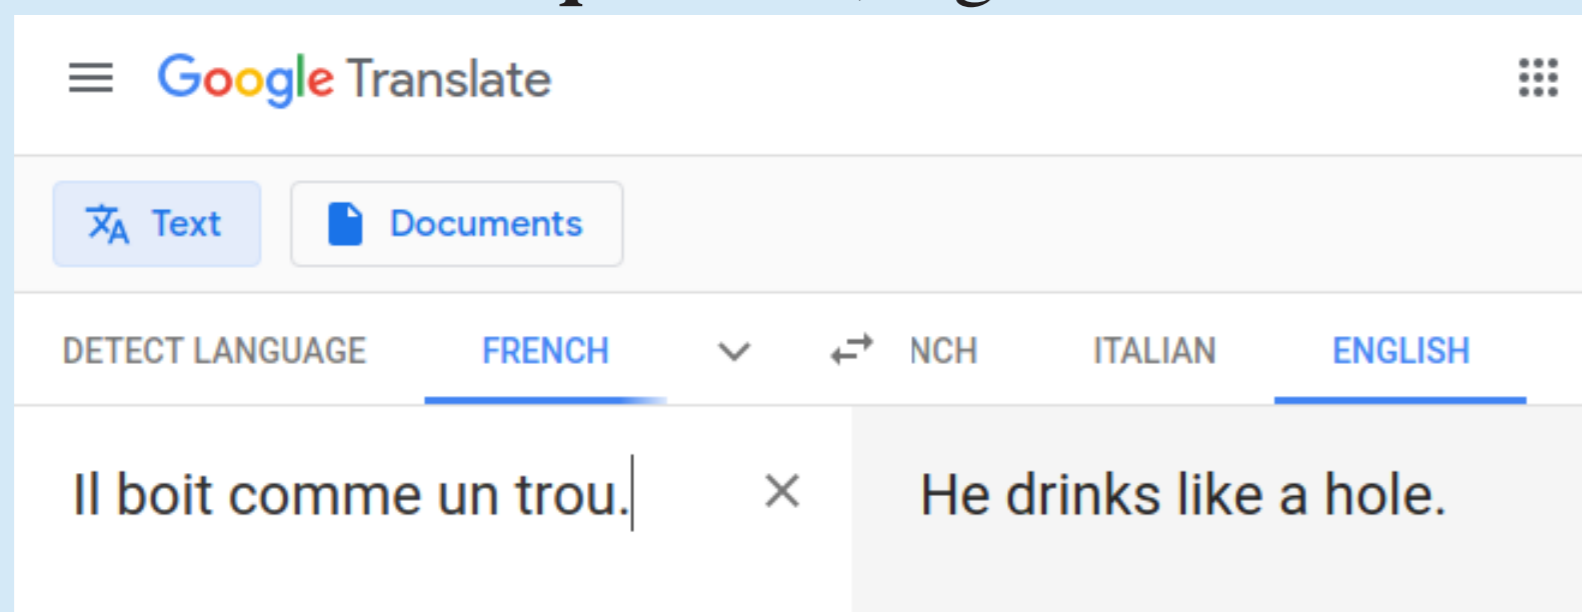 Google Translate
Text Documents
DETECT LANGUAGE FRENCH NCH ITALIAN ENGLISH
Il boit comme un trou. He drinks like a hole.